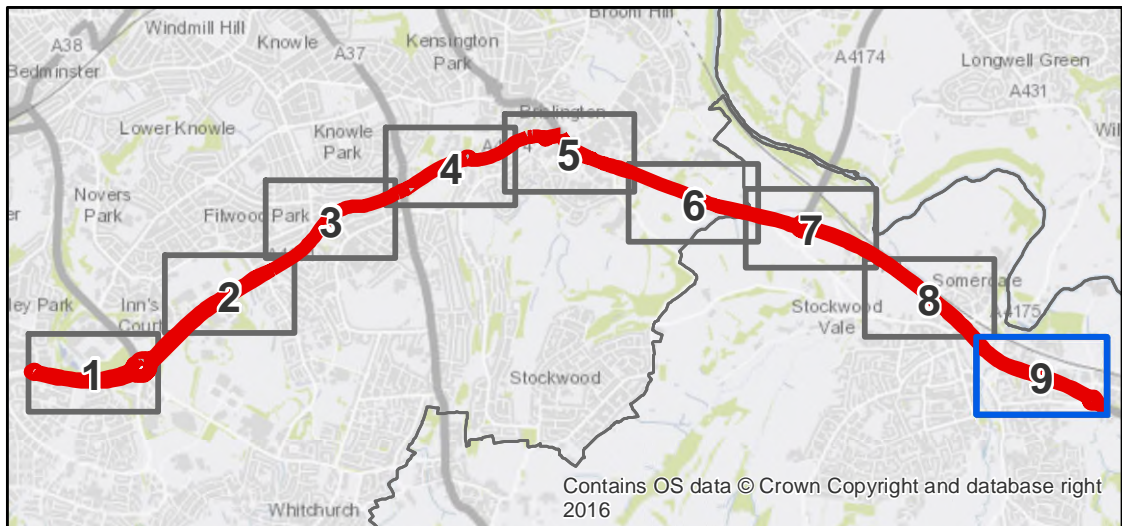 Windmill Hill
Broom Hill
A38
Knowle
A37
Kensington
Park
A4174
Longwell Green
Bedminster
A431
Brislington
Lower Knowle
Knowle
Park
4
5
Novers
Park
Filwood Park
3
6
7
ley Park
Inn's
Court
2
Stockwood
Vale
8
Somerdale
A4175
1
Stockwood
9
Whitchurch
Contains OS data © Crown Copyright and database right
2016